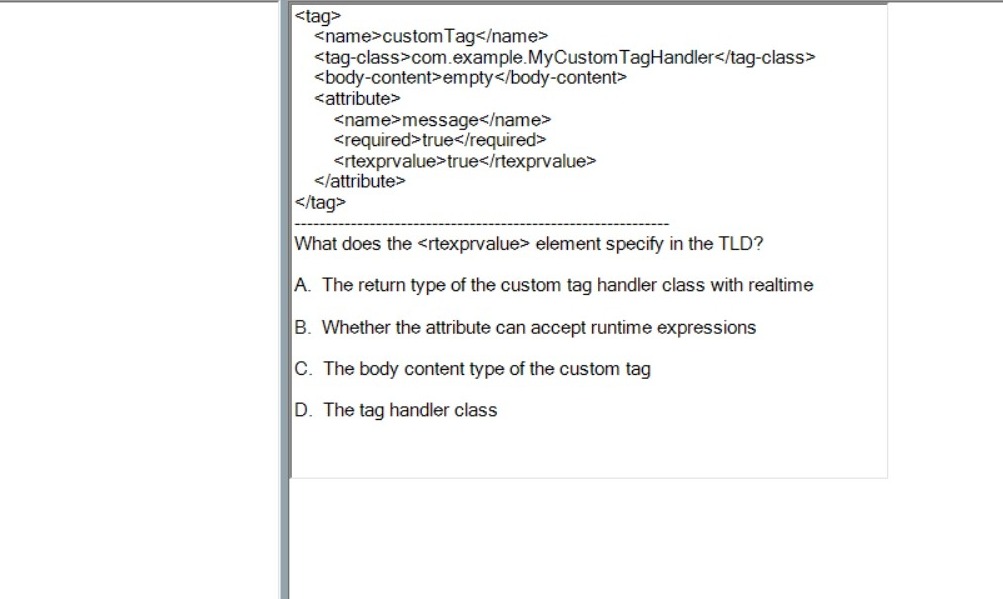 <tag>
<name>customTag</name>
<tag-class>com.example.MyCustomTagHandler</tag-class>
<body-content>empty</body-content>
<attribute>
<name>message</name>
<required>true</required>
<rtexprvalue>true</rtexprvalue>
</attribute>
</tag>
------------------------------------------------------------
What does the <rtexprvalue> element specify in the TLD?
A. The return type of the custom tag handler class with realtime
B. Whether the attribute can accept runtime expressions
C. The body content type of the custom tag
D. The tag handler class